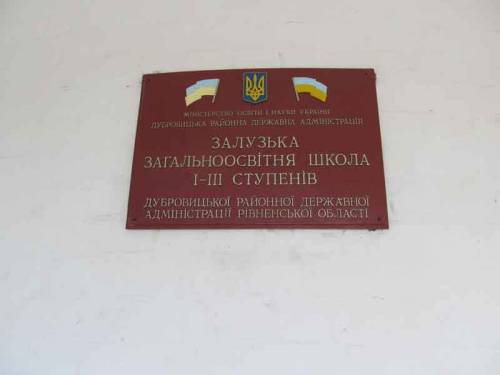 МІНІСТЕРСТВО ОСВІТИ І НАУКИ УКРАЇНИ
ДУБРОВИЦЬКА РАЙОННА ДЕРЖАВНА АДМІНІСТРАЦІЯ
ЗАЛУЗЬКА
ЗАГАЛЬНООСВІТНЯ ШКОЛА
І-ІІІ СТУПЕНІВ
ДУБРОВИЦЬКОЇ РАЙОННОЇ ДЕРЖАВНОЇ
АДМІНІСТРАЦІЇ РІВНЕНСЬКОЇ ОБЛАСТІ